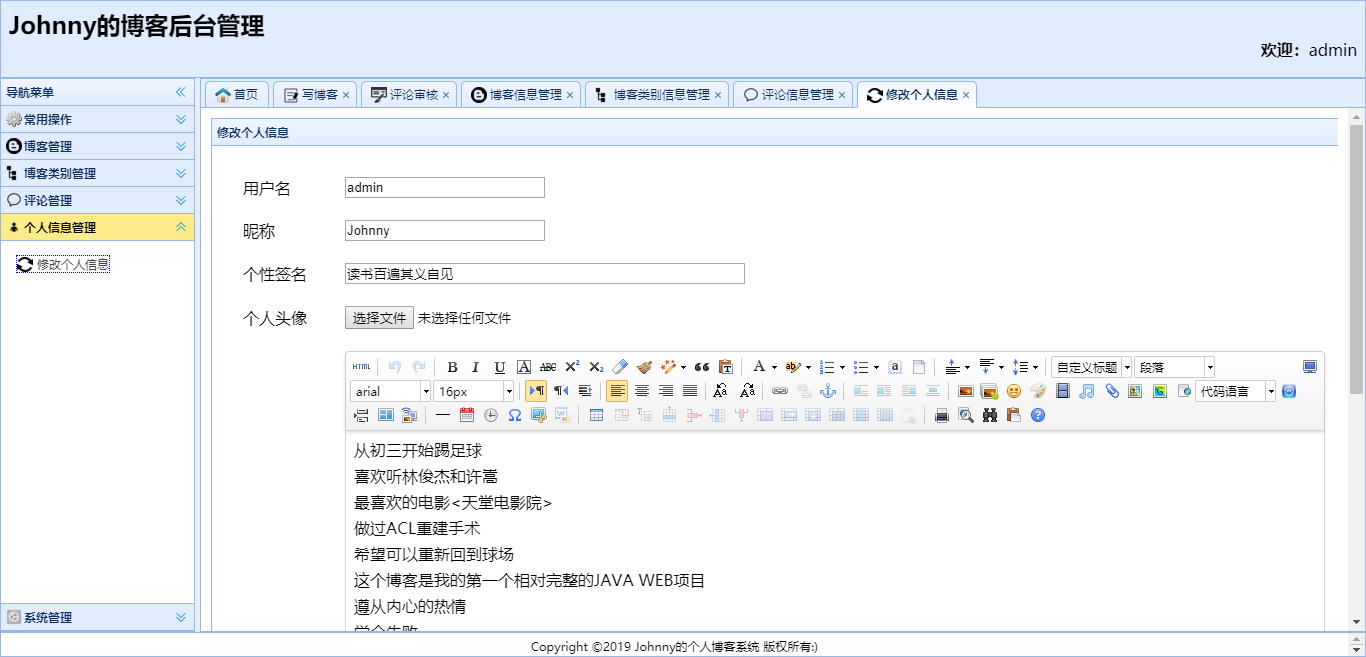 Johnny的博客后台管理
欢迎： admin
导航菜单
常用操作
博客管理
博客类别管理
评论管理
个人信息管理
修改个人信息
系统管理
首页 写博客 × 评论审核 × 博客信息管理 × 博客类别信息管理 × 评论信息管理 × 修改个人信息 ×
修改个人信息
用户名 admin
昵称 Johnny
个性签名 读书百遍其义自见
个人头像 选择文件 未选择任何文件
HTML B I U A ABC X² X₂ A ab 自定义标题 段落
arial 16px 代码语言
从初三开始踢足球
喜欢听林俊杰和许嵩
最喜欢的电影<天堂电影院>
做过ACL重建手术
希望可以重新回到球场
这个博客是我的第一个相对完整的JAVA WEB项目
遵从内心的热情
学会失败
Copyright ©2019 Johnny的个人博客系统 版权所有:)